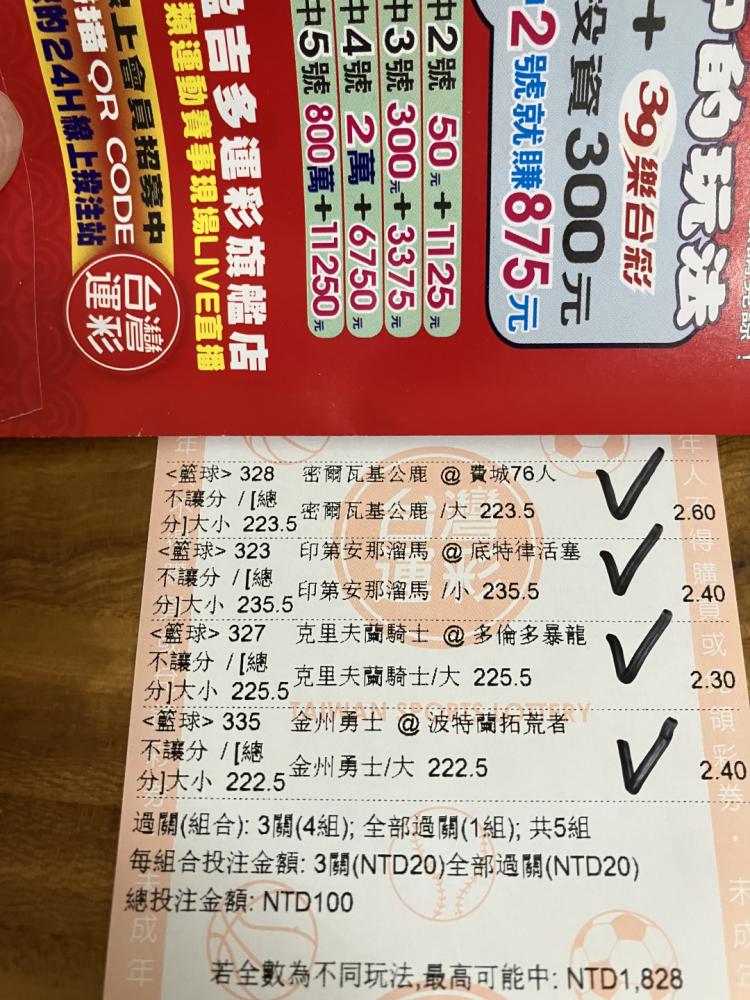 的玩法
+ 39樂合彩
投資300元
中2號就賺875元
中2號 50元+1125元
中3號 300元+3375元
中4號 2萬+6750元
中5號 800萬+11250元
吉多運彩旗艦店
類運動賽事現場LIVE直播
上會員招募中
描QR CODE
的24H線上投注站
台灣
運彩
<籃球> 328 密爾瓦基公鹿 @ 費城76人
不讓分 / [總
分]大小 223.5 密爾瓦基公鹿 /大 223.5 2.60
<籃球> 323 印第安那溜馬 @ 底特律活塞
不讓分 / [總
分]大小 235.5 印第安那溜馬 /小 235.5 2.40
<籃球> 327 克里夫蘭騎士 @ 多倫多暴龍
不讓分 / [總
分]大小 225.5 克里夫蘭騎士/大 225.5 2.30
TAIWAN SPORTS LOTTERY
<籃球> 335 金州勇士 @ 波特蘭拓荒者
不讓分 / [總
分]大小 222.5 金州勇士/大 222.5 2.40
過關(組合): 3關(4組); 全部過關(1組); 共5組
每組合投注金額: 3關(NTD20)全部過關(NTD20)
總投注金額: NTD100
若全數為不同玩法,最高可能中: NTD1,828